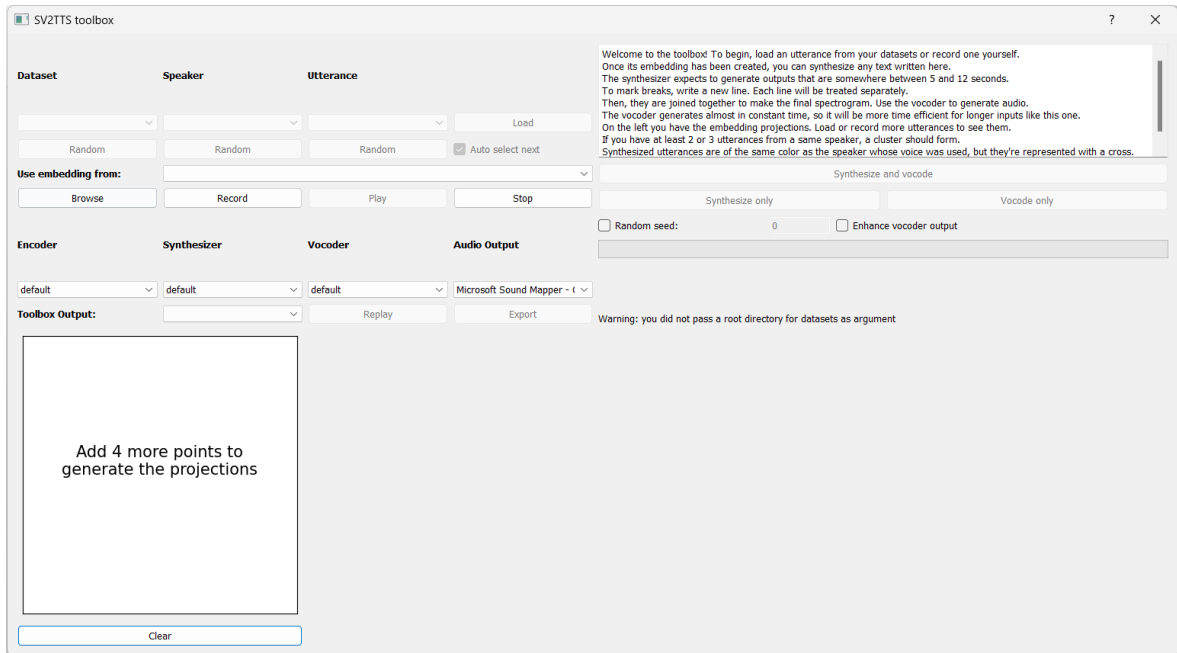 SV2TTS toolbox
?
Dataset
Speaker
Utterance
Load
Random
Random
Random
Auto select next
Use embedding from:
Browse
Record
Play
Stop
Encoder
Synthesizer
Vocoder
Audio Output
default
default
default
Microsoft Sound Mapper - (
Toolbox Output:
Replay
Export
Add 4 more points to
generate the projections
Clear
Welcome to the toolbox! To begin, load an utterance from your datasets or record one yourself.
Once its embedding has been created, you can synthesize any text written here.
The synthesizer expects to generate outputs that are somewhere between 5 and 12 seconds.
To mark breaks, write a new line. Each line will be treated separately.
Then, they are joined together to make the final spectrogram. Use the vocoder to generate audio.
The vocoder generates almost in constant time, so it will be more time efficient for longer inputs like this one.
On the left you have the embedding projections. Load or record more utterances to see them.
If you have at least 2 or 3 utterances from a same speaker, a cluster should form.
Synthesized utterances are of the same color as the speaker whose voice was used, but they're represented with a cross.
Synthesize and vocode
Synthesize only
Vocode only
Random seed:
0
Enhance vocoder output
Warning: you did not pass a root directory for datasets as argument